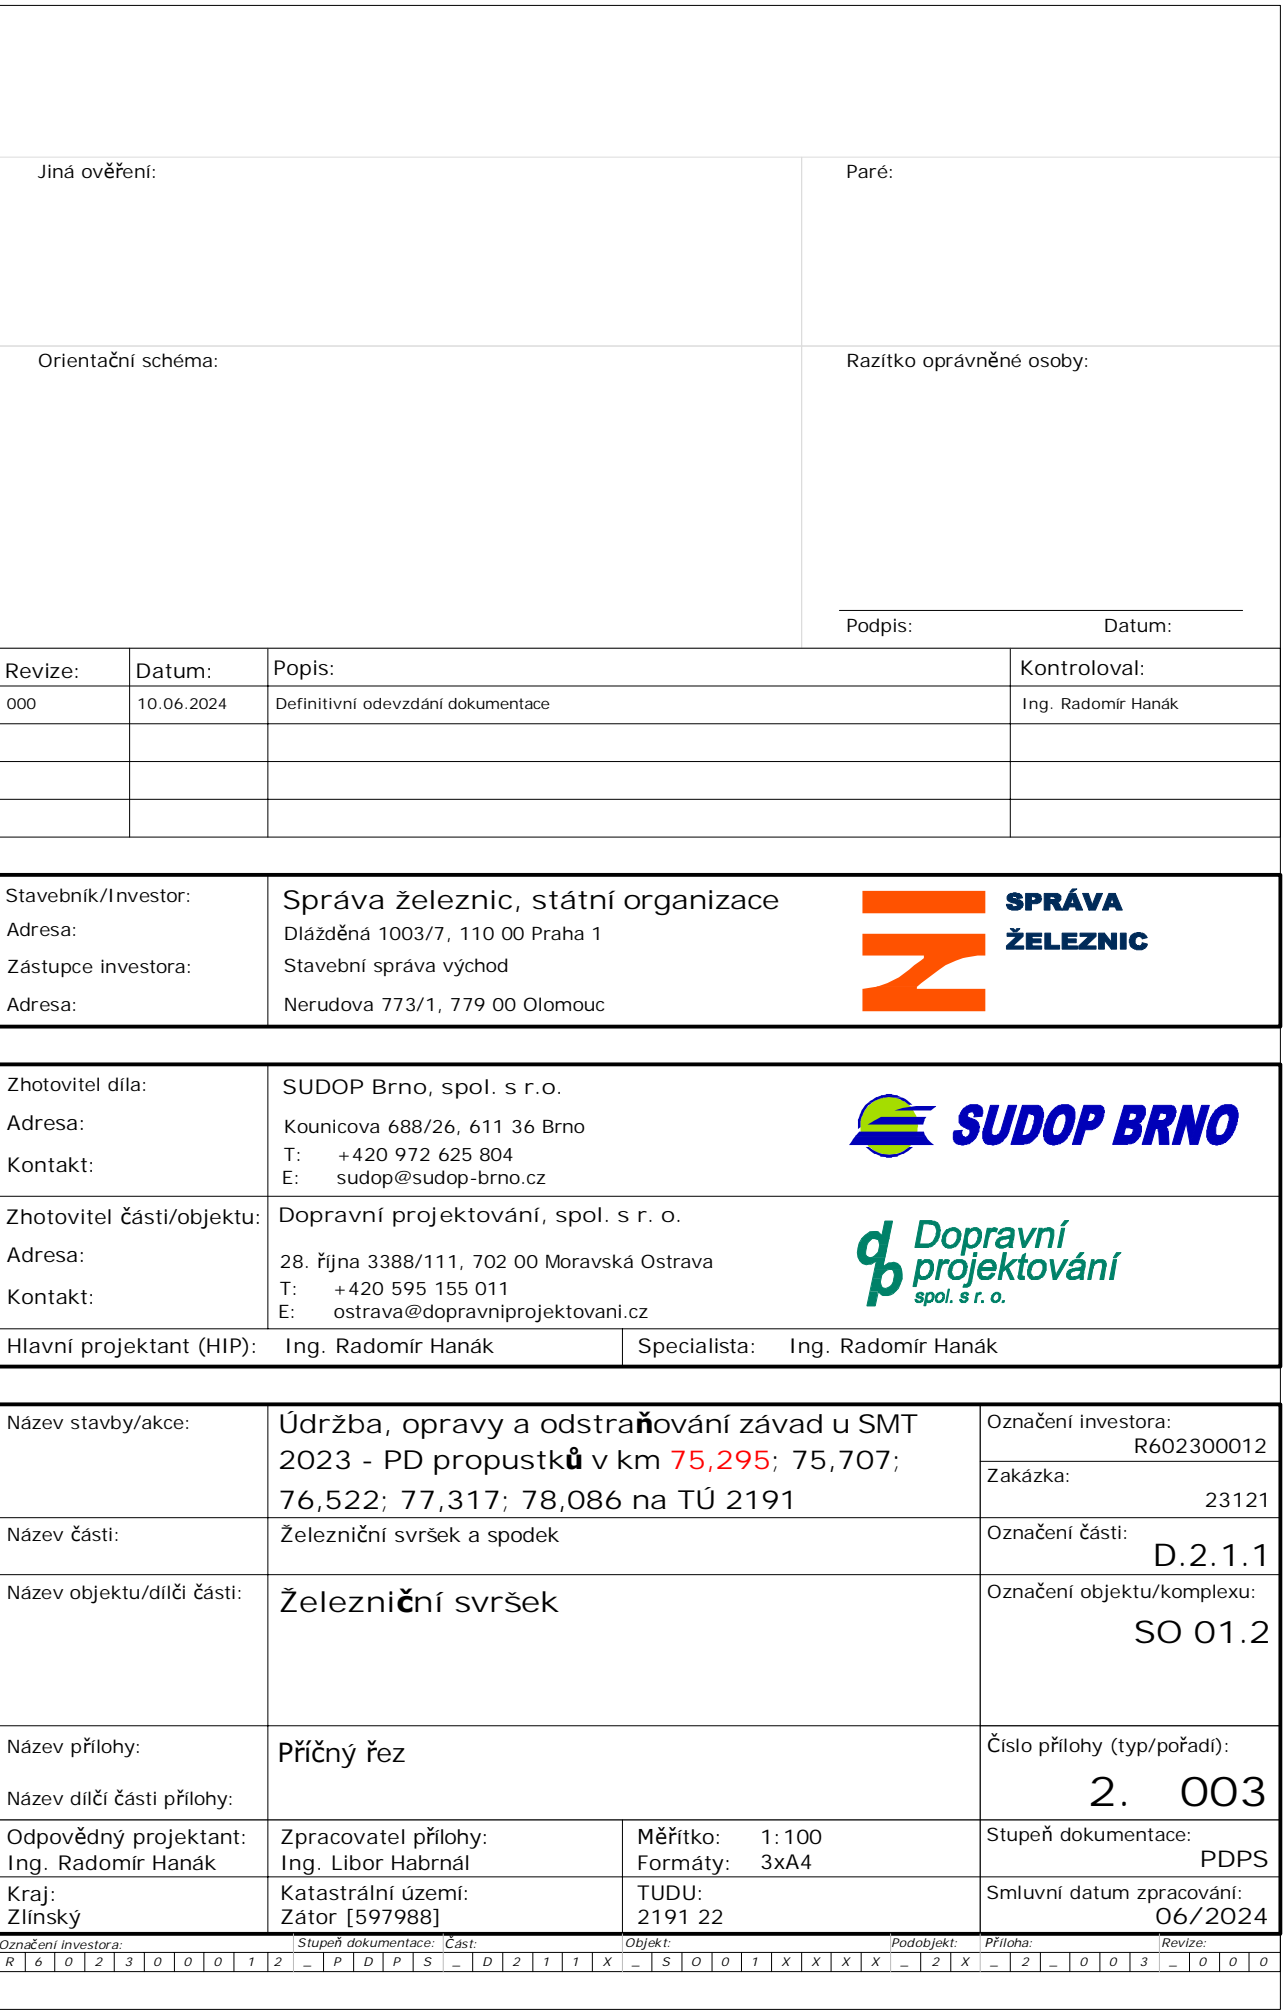 Jiná ověření:
Paré:
Orientační schéma:
Razítko oprávněné osoby:
Podpis: Datum:
Revize: Datum: Popis: Kontroloval:
000 10.06.2024 Definitivní odevzdání dokumentace Ing. Radomír Hanák
Stavebník/Investor: Správa železnic, státní organizace
Adresa: Dlážděná 1003/7, 110 00 Praha 1
Zástupce investora: Stavební správa východ
Adresa: Nerudova 773/1, 779 00 Olomouc
SPRÁVA
ŽELEZNIC
Zhotovitel díla: SUDOP Brno, spol. s r.o.
Adresa: Kounicova 688/26, 611 36 Brno
Kontakt: T: +420 972 625 804
E: sudop@sudop-brno.cz
SUDOP BRNO
Zhotovitel části/objektu: Dopravní projektování, spol. s r. o.
Adresa: 28. října 3388/111, 702 00 Moravská Ostrava
Kontakt: T: +420 595 155 011
E: ostrava@dopravniprojektovani.cz
dp Dopravní
projektování
spol. s r. o.
Hlavní projektant (HIP): Ing. Radomír Hanák Specialista: Ing. Radomír Hanák
Název stavby/akce: Údržba, opravy a odstraňování závad u SMT
2023 - PD propustků v km 75,295; 75,707;
76,522; 77,317; 78,086 na TÚ 2191
Označení investora:
R602300012
Zakázka:
23121
Název části: Železniční svršek a spodek
Označení části:
D.2.1.1
Název objektu/dílči části: Železniční svršek
Označení objektu/komplexu:
SO 01.2
Název přílohy: Příčný řez
Název dílčí části přílohy:
Číslo přílohy (typ/pořadí):
2. 003
Odpovědný projektant: Zpracovatel přílohy: Měřítko: 1:100 Stupeň dokumentace:
Ing. Radomír Hanák Ing. Libor Habrnál Formáty: 3xA4 PDPS
Kraj: Katastrální území: TUDU: Smluvní datum zpracování:
Zlínský Zátor [597988] 2191 22 06/2024
Označení investora: Stupeň dokumentace: Část: Objekt: Podobjekt: Příloha: Revize:
R 6 0 2 3 0 0 0 1 2 _ P D P S _ D 2 1 1 X _ S O 0 1 X X X X _ 2 X _ 2 _ 0 0 3 _ 0 0 0